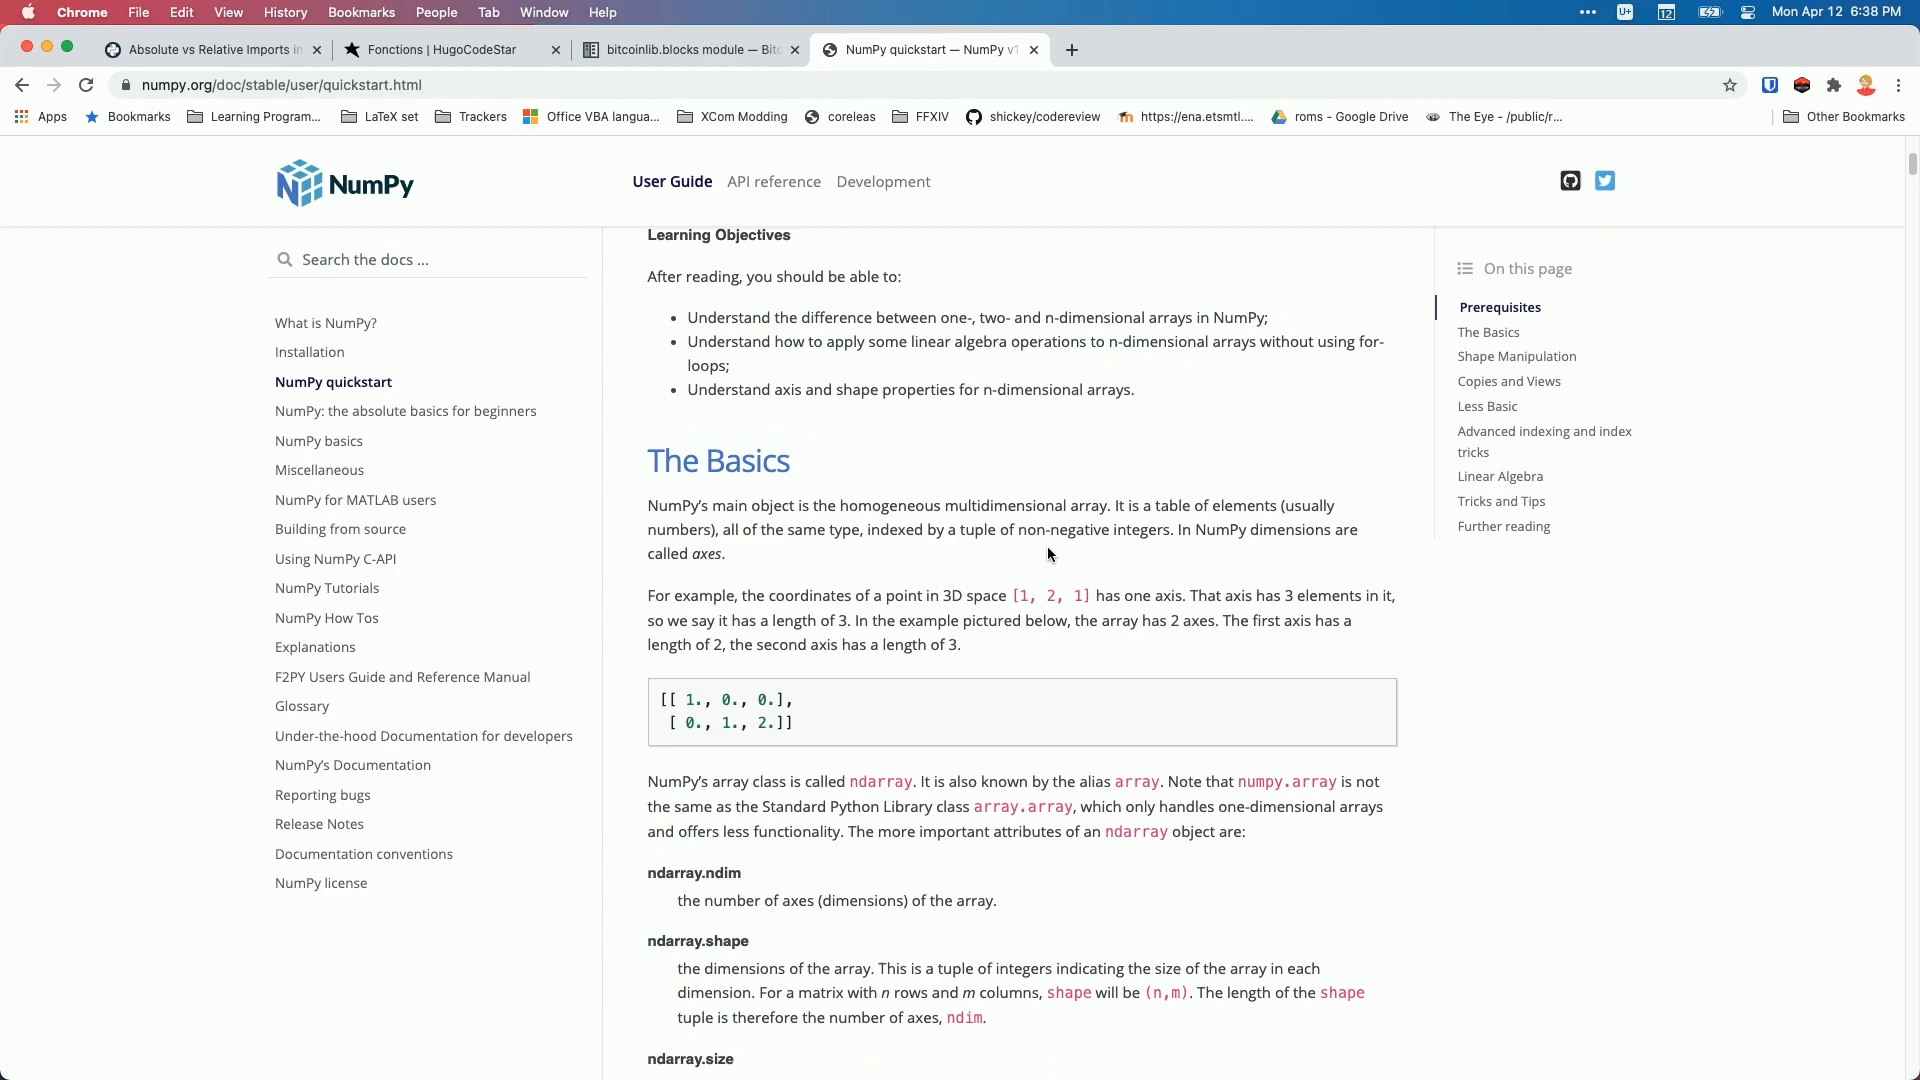 Chrome File Edit View History Bookmarks People Tab Window Help
U+ 12 Mon Apr 12 6:38 PM
Absolute vs Relative Imports in
Fonctions | HugoCodeStar
bitcoinlib.blocks module — Bitc
NumPy quickstart — NumPy v1
numpy.org/doc/stable/user/quickstart.html
Apps Bookmarks Learning Program... LaTeX set Trackers Office VBA langua... XCom Modding coreleas FFXIV shickey/codereview https://ena.etsmtl.... roms - Google Drive The Eye - /public/r... Other Bookmarks
NumPy
User Guide API reference Development
Search the docs ...
What is NumPy?
Installation
NumPy quickstart
NumPy: the absolute basics for beginners
NumPy basics
Miscellaneous
NumPy for MATLAB users
Building from source
Using NumPy C-API
NumPy Tutorials
NumPy How Tos
Explanations
F2PY Users Guide and Reference Manual
Glossary
Under-the-hood Documentation for developers
NumPy's Documentation
Reporting bugs
Release Notes
Documentation conventions
NumPy license
Learning Objectives
After reading, you should be able to:
• Understand the difference between one-, two- and n-dimensional arrays in NumPy;
• Understand how to apply some linear algebra operations to n-dimensional arrays without using for-
loops;
• Understand axis and shape properties for n-dimensional arrays.
The Basics
NumPy's main object is the homogeneous multidimensional array. It is a table of elements (usually
numbers), all of the same type, indexed by a tuple of non-negative integers. In NumPy dimensions are
called axes.
For example, the coordinates of a point in 3D space [1, 2, 1] has one axis. That axis has 3 elements in it,
so we say it has a length of 3. In the example pictured below, the array has 2 axes. The first axis has a
length of 2, the second axis has a length of 3.
[[ 1., 0., 0.],
[ 0., 1., 2.]]
NumPy's array class is called ndarray. It is also known by the alias array. Note that numpy.array is not
the same as the Standard Python Library class array.array, which only handles one-dimensional arrays
and offers less functionality. The more important attributes of an ndarray object are:
ndarray.ndim
the number of axes (dimensions) of the array.
ndarray.shape
the dimensions of the array. This is a tuple of integers indicating the size of the array in each
dimension. For a matrix with n rows and m columns, shape will be (n,m). The length of the shape
tuple is therefore the number of axes, ndim.
ndarray.size
On this page
Prerequisites
The Basics
Shape Manipulation
Copies and Views
Less Basic
Advanced indexing and index
tricks
Linear Algebra
Tricks and Tips
Further reading